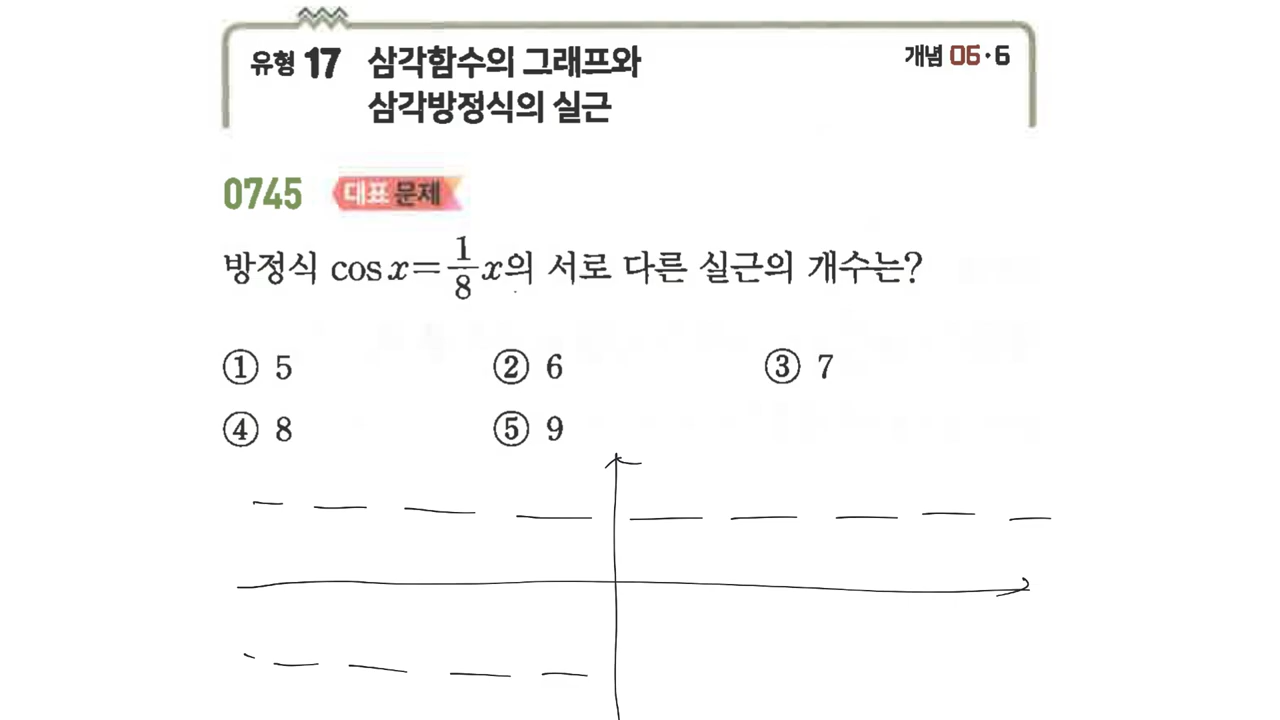 유형 17 삼각함수의 그래프와
삼각방정식의 실근
개념 06·6
0745 대표 문제
방정식 cos x=1/8 x의 서로 다른 실근의 개수는?
① 5 ② 6 ③ 7
④ 8 ⑤ 9